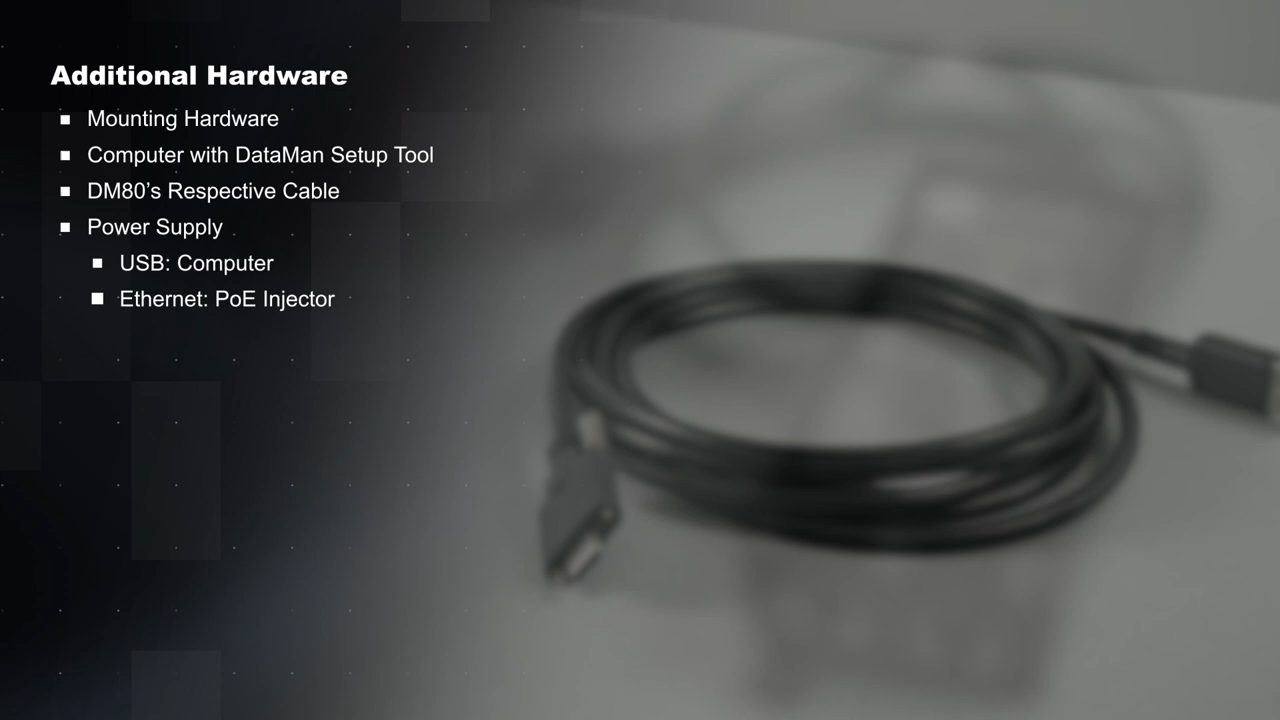 Additional Hardware
Mounting Hardware
Computer with DataMan Setup Tool
DM80’s Respective Cable
Power Supply
USB: Computer
Ethernet: PoE Injector